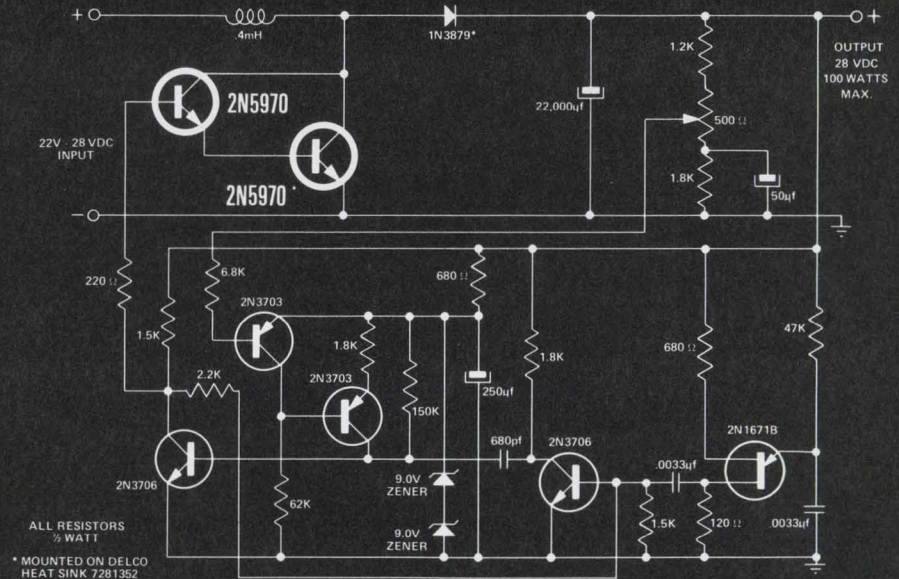 +
.4mH
1N3879*
+
OUTPUT
28 VDC
100 WATTS
MAX.
1.2K
2N5970
22,000µf
500 Ω
22V - 28 VDC
INPUT
2N5970*
1.8K
50µf
−
220 Ω
6.8K
680 Ω
2N3703
1.5K
1.8K
1.8K
680 Ω
47K
2.2K
2N3703
250µf
150K
2N1671B
680pf
2N3706
.0033µf
2N3706
9.0V
ZENER
62K
9.0V
ZENER
1.5K
120 Ω
.0033µf
ALL RESISTORS
½ WATT
* MOUNTED ON DELCO
HEAT SINK 7281352